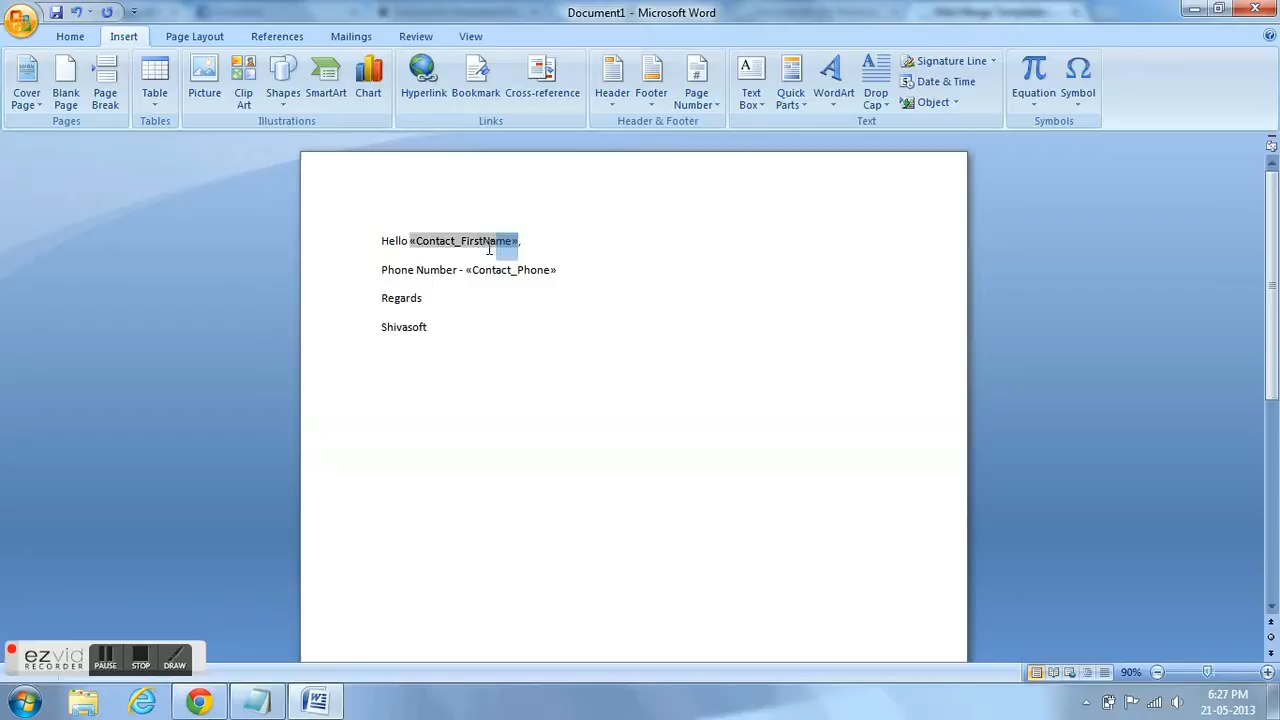 Document1 - Microsoft Word
Home Insert Page Layout References Mailings Review View
Cover Page Blank Page Page Break Table Picture Clip Art Shapes SmartArt Chart Hyperlink Bookmark Cross-reference Header Footer Page Number Text Box Quick Parts WordArt Drop Cap Signature Line Date & Time Object Equation Symbol
Pages Tables Illustrations Links Header & Footer Text Symbols
Hello «Contact_FirstName»,
Phone Number - «Contact_Phone»
Regards
Shivasoft
ezvid RECORDER PAUSE STOP DRAW
90%
6:27 PM
21-05-2013